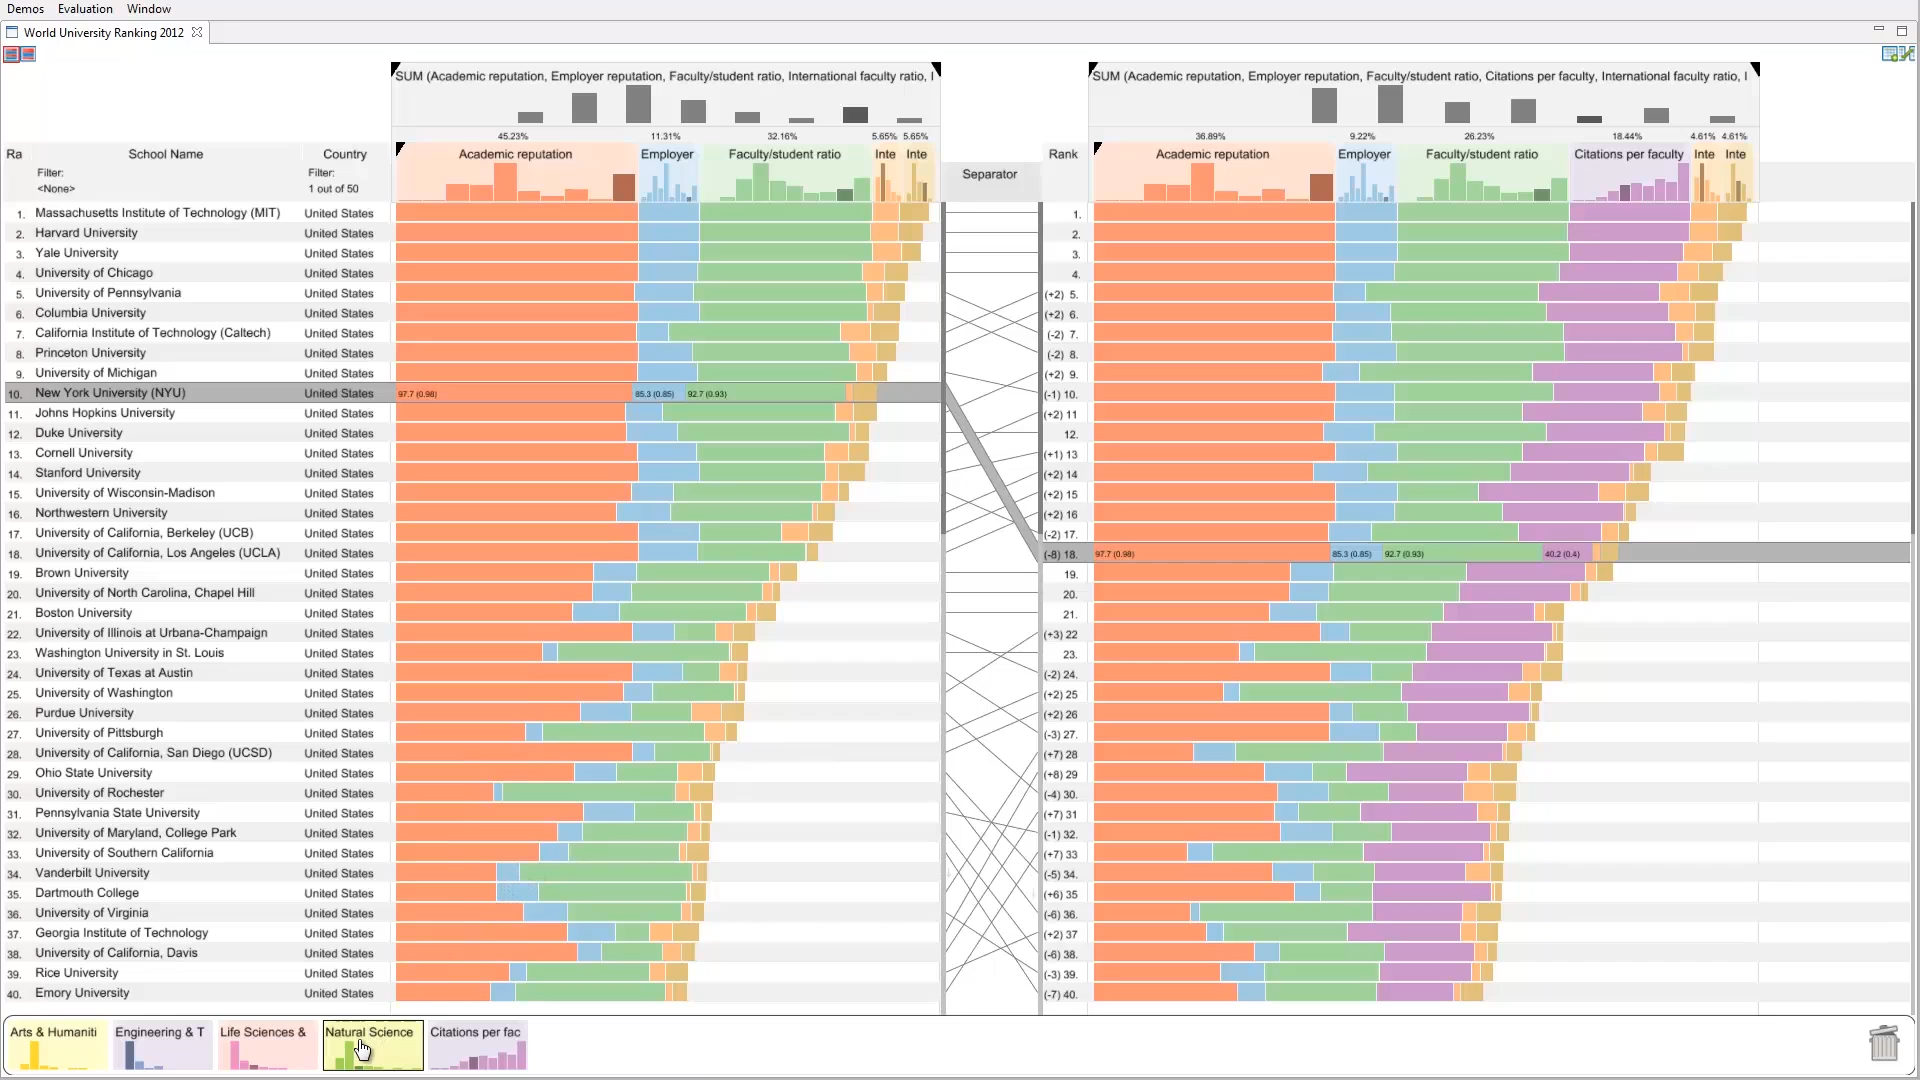 Demos Evaluation Window
World University Ranking 2012
SUM (Academic reputation, Employer reputation, Faculty/student ratio, International faculty ratio, I
SUM (Academic reputation, Employer reputation, Faculty/student ratio, Citations per faculty, International faculty ratio, I
45.23% 11.31% 32.16% 5.65% 5.65%
36.89% 9.22% 26.23% 18.44% 4.61% 4.61%
Ra School Name Country Academic reputation Employer Faculty/student ratio Inte Inte
Separator
Rank Academic reputation Employer Faculty/student ratio Citations per faculty Inte Inte
Filter: Filter:
<None> 1 out of 50
1. Massachusetts Institute of Technology (MIT) United States 1.
2. Harvard University United States 2.
3. Yale University United States 3.
4. University of Chicago United States 4.
5. University of Pennsylvania United States (+2) 5.
6. Columbia University United States (+2) 6.
7. California Institute of Technology (Caltech) United States (-2) 7.
8. Princeton University United States (-2) 8.
9. University of Michigan United States (+2) 9.
10. New York University (NYU) United States 97.7 (0.98) 85.3 (0.85) 92.7 (0.93) (-1) 10.
11. Johns Hopkins University United States (+2) 11
12. Duke University United States 12.
13. Cornell University United States (+1) 13
14. Stanford University United States (+2) 14
15. University of Wisconsin-Madison United States (+2) 15
16. Northwestern University United States (+2) 16
17. University of California, Berkeley (UCB) United States (-2) 17.
18. University of California, Los Angeles (UCLA) United States (-8) 18. 97.7 (0.98) 85.3 (0.85) 92.7 (0.93) 40.2 (0.4)
19. Brown University United States 19.
20. University of North Carolina, Chapel Hill United States 20.
21. Boston University United States 21.
22. University of Illinois at Urbana-Champaign United States (+3) 22
23. Washington University in St. Louis United States 23.
24. University of Texas at Austin United States (-2) 24.
25. University of Washington United States (+2) 25
26. Purdue University United States (+2) 26
27. University of Pittsburgh United States (-3) 27.
28. University of California, San Diego (UCSD) United States (+7) 28
29. Ohio State University United States (+8) 29
30. University of Rochester United States (-4) 30.
31. Pennsylvania State University United States (+7) 31
32. University of Maryland, College Park United States (-1) 32.
33. University of Southern California United States (+7) 33
34. Vanderbilt University United States (-5) 34.
35. Dartmouth College United States (+6) 35
36. University of Virginia United States (-6) 36.
37. Georgia Institute of Technology United States (+2) 37
38. University of California, Davis United States (-6) 38.
39. Rice University United States (-3) 39.
40. Emory University United States (-7) 40.
Arts & Humaniti Engineering & T Life Sciences & Natural Science Citations per fac